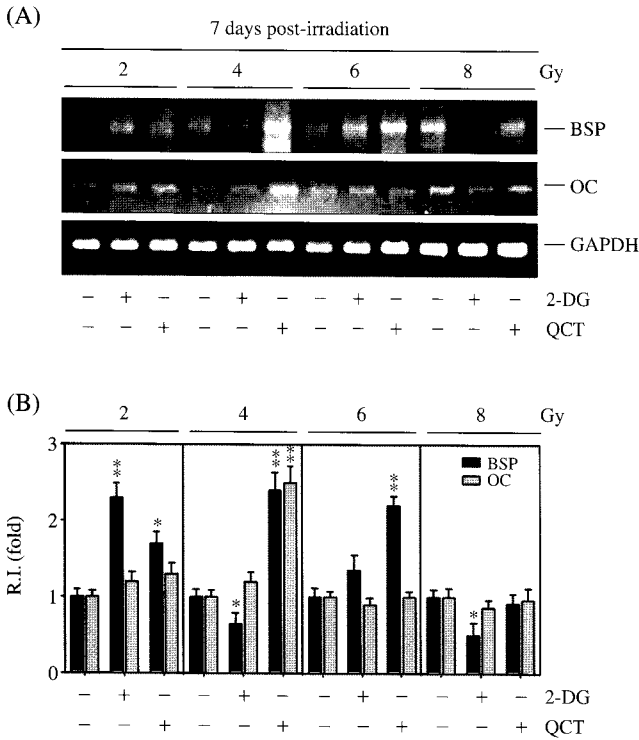 (A)
7 days post-irradiation
2 4 6 8 Gy
BSP
OC
GAPDH
− + − − + − − + − − + − 2-DG
− − + − − + − − + − − + QCT
(B)
2 4 6 8 Gy
3
2
1
0
R.I. (fold)
** * * ** ** ** *
BSP
OC
− + − − + − − + − − + − 2-DG
− − + − − + − − + − − + QCT